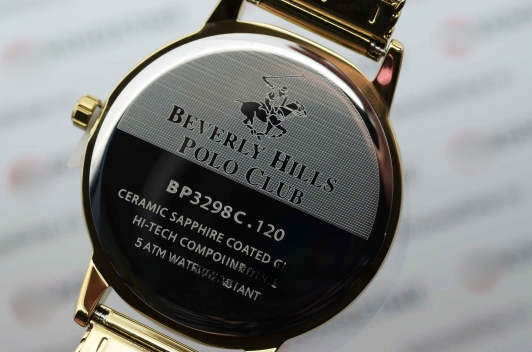 BEVERLY HILLS
POLO CLUB
BP3298C.120
CERAMIC SAPPHIRE COATED
HI-TECH
5 ATM